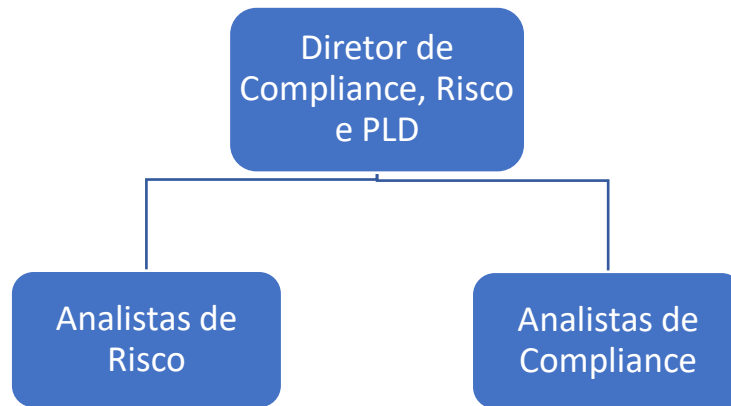 Diretor de
Compliance, Risco
e PLD
Analistas de
Risco
Analistas de
Compliance